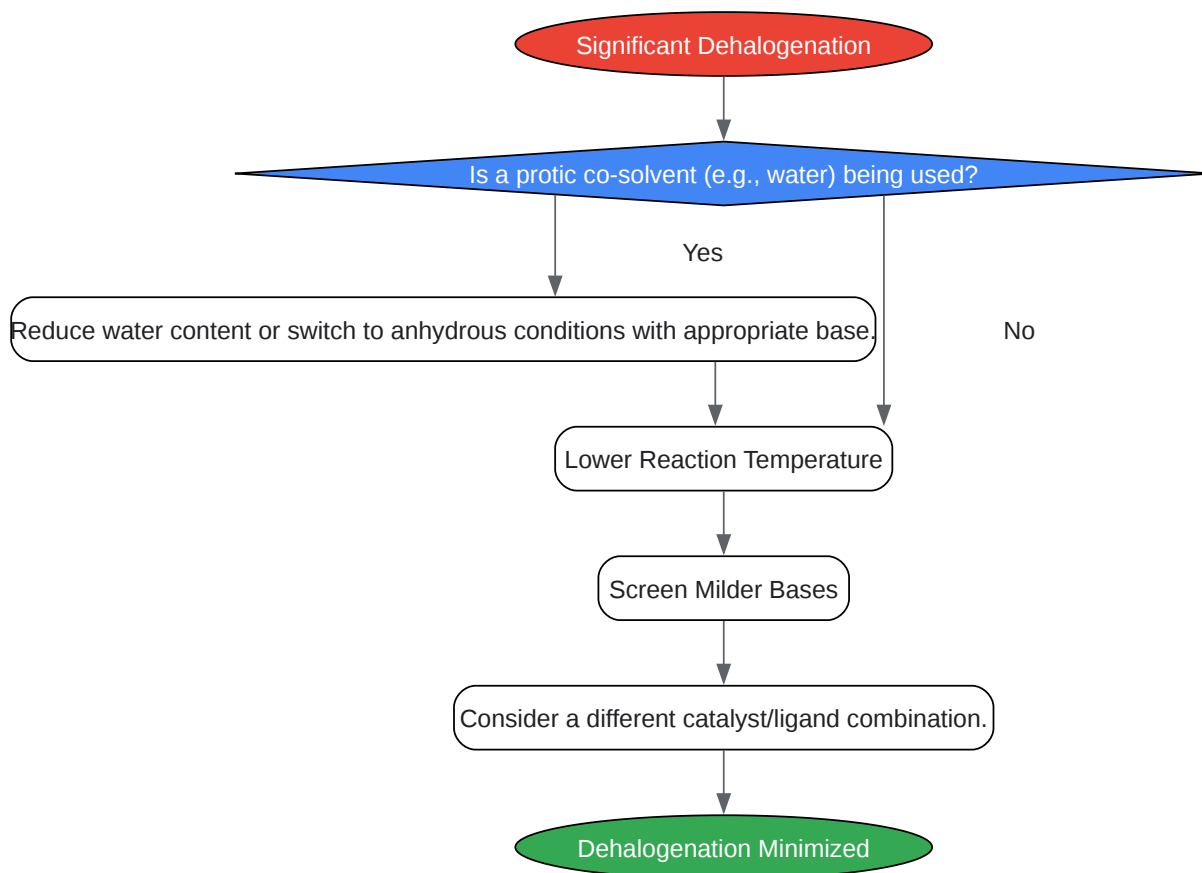 Significant Dehalogenation
Is a protic co-solvent (e.g., water) being used?
Yes
Reduce water content or switch to anhydrous conditions with appropriate base.
No
Lower Reaction Temperature
Screen Milder Bases
Consider a different catalyst/ligand combination.
Dehalogenation Minimized